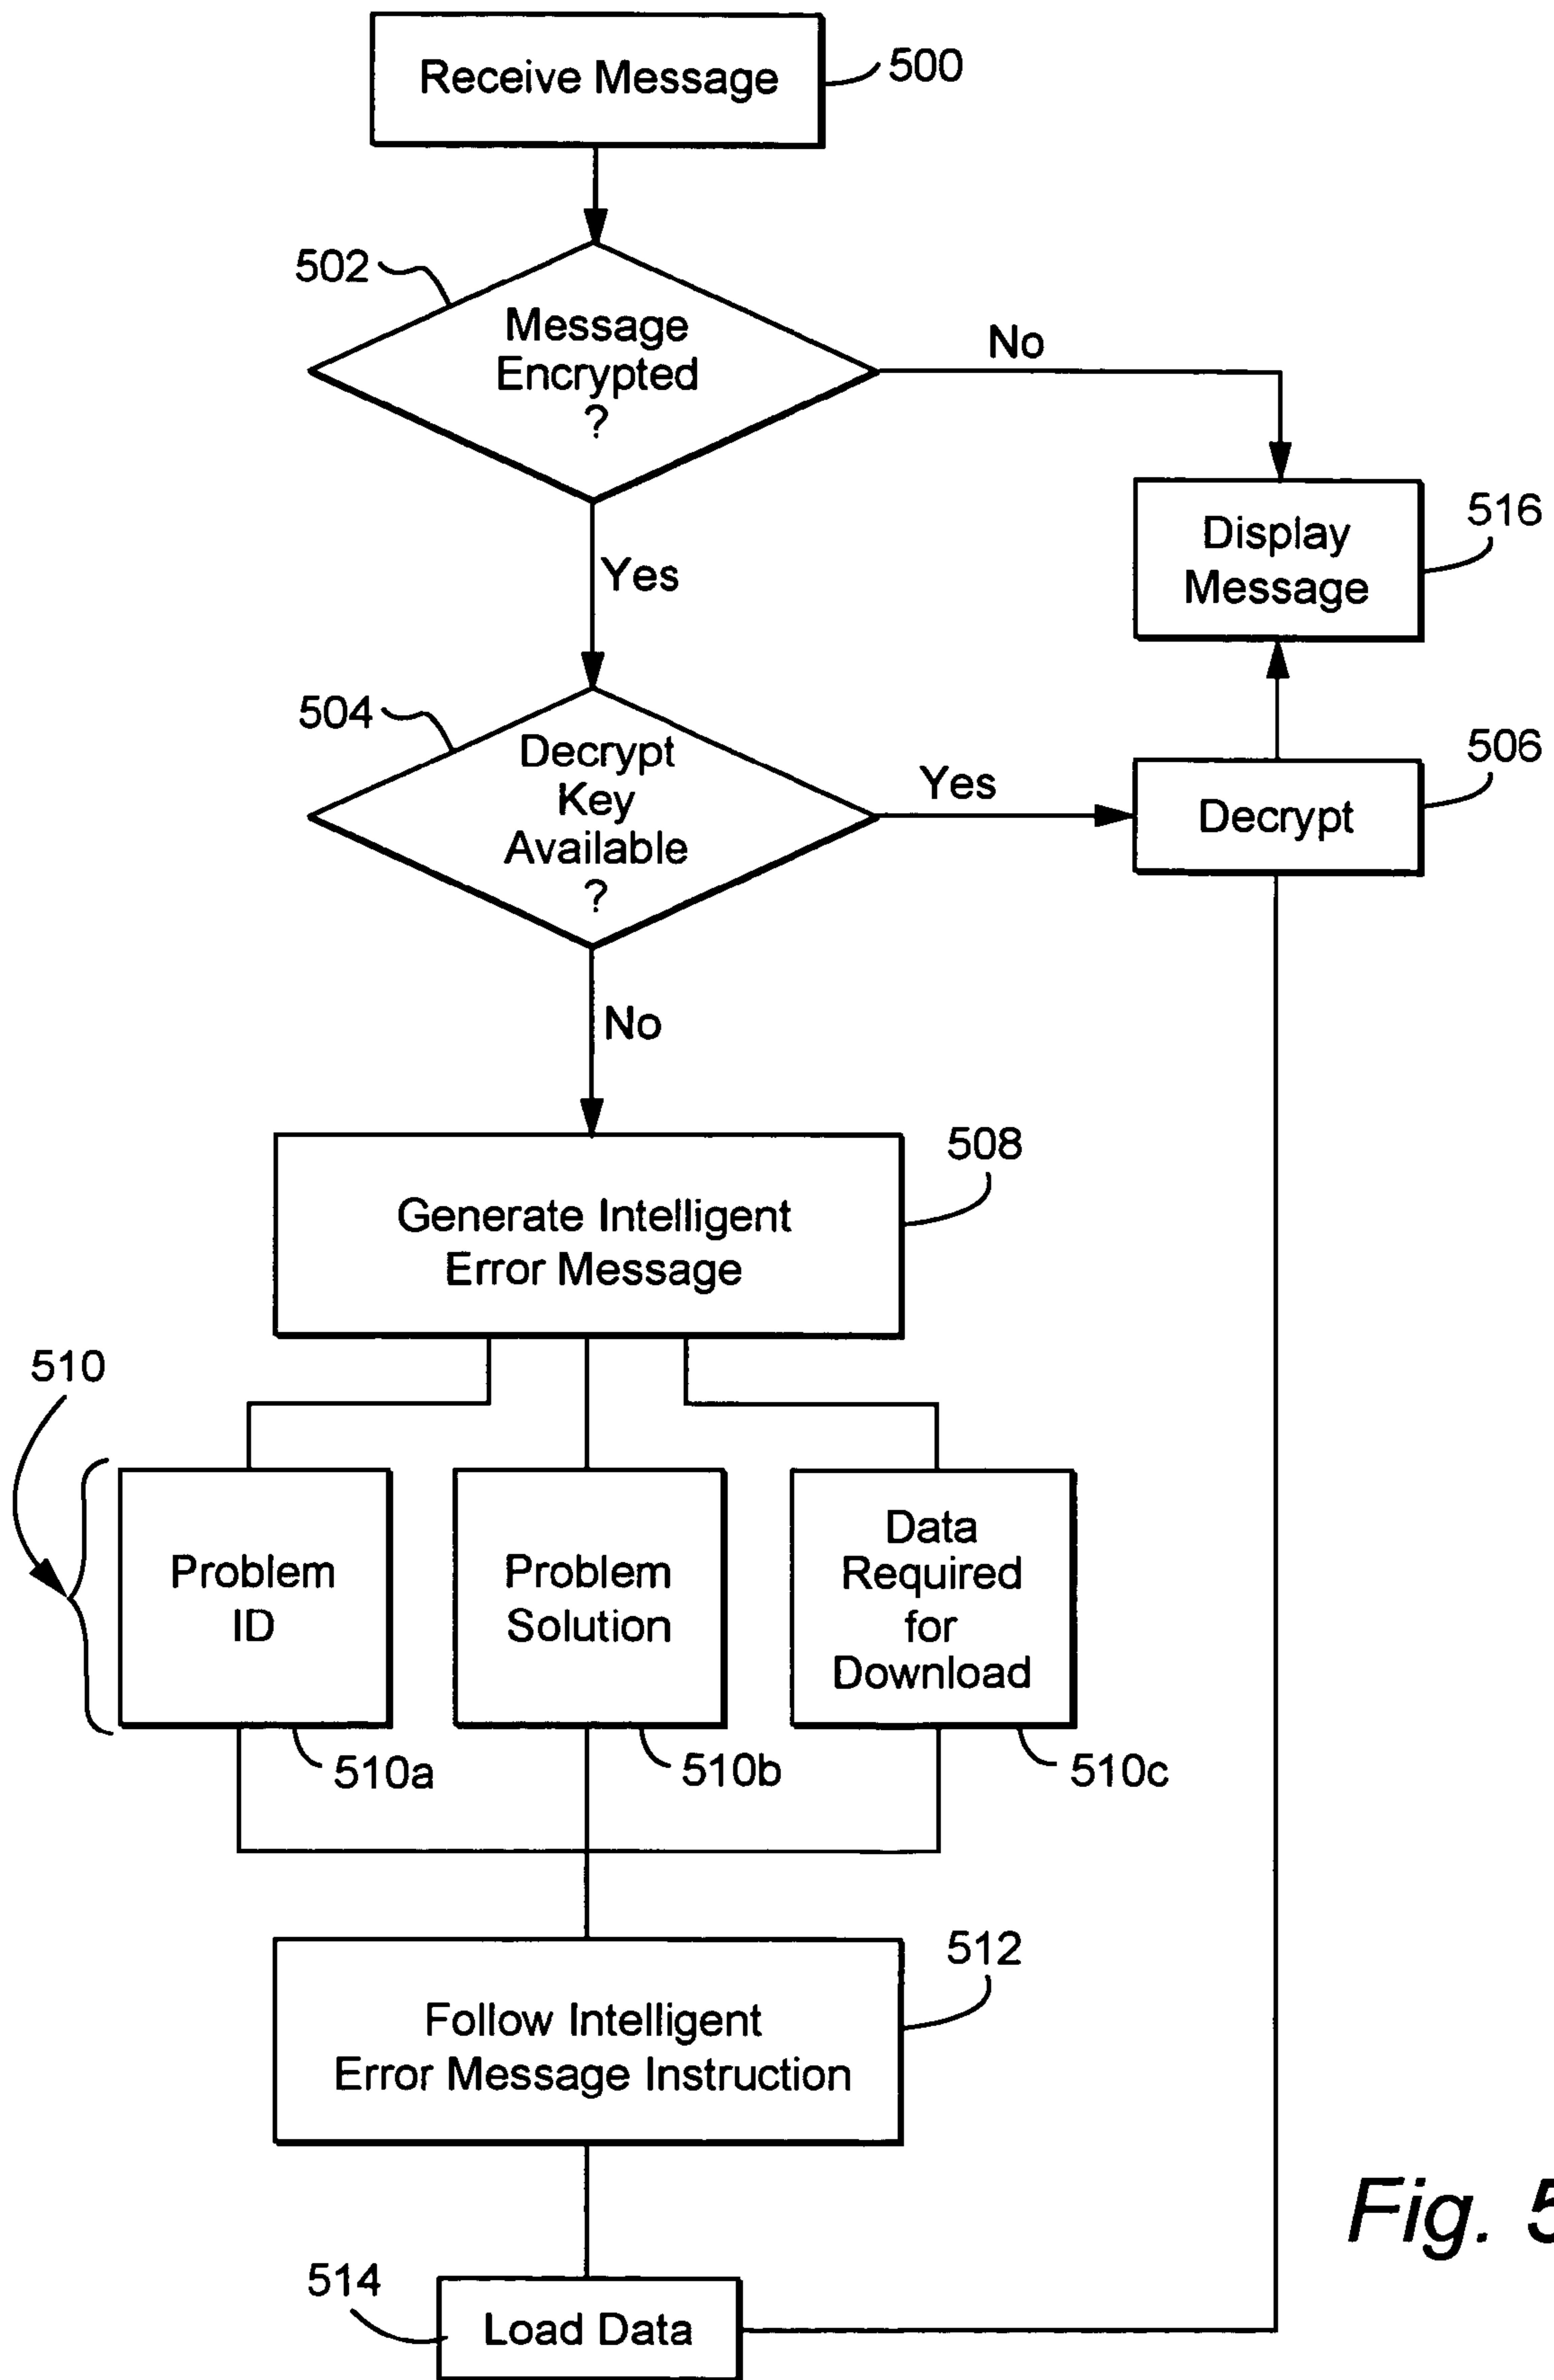 Receive Message
500
502
Message
Encrypted
?
No
Yes
Display
Message
516
504
Decrypt
Key
Available
?
Yes
Decrypt
506
No
Generate Intelligent
Error Message
508
510
Problem
ID
Problem
Solution
Data
Required
for
Download
510a
510b
510c
Follow Intelligent
Error Message Instruction
512
514
Load Data
Fig. 5